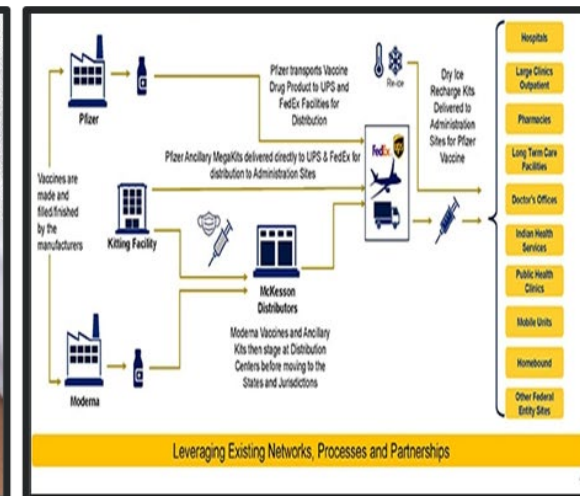 Pfizer
Pfizer transports Vaccine
Drug Product to UPS and
FedEx Facilities for
Distribution
Re-ice
Dry Ice
Recharge Kits
Delivered to
Administration
Sites for Pfizer
Vaccine
Pfizer Ancillary MegaKits delivered directly to UPS & FedEx for
distribution to Administration Sites
FedEx
ups
Vaccines are
made and
filled/finished
by the
manufacturers
Kitting Facility
McKesson
Distributors
Moderna Vaccines and Ancillary
Kits then stage at Distribution
Centers before moving to the
States and Jurisdictions
Moderna
Hospitals
Large Clinics
Outpatient
Pharmacies
Long Term Care
Facilities
Doctor's Offices
Indian Health
Services
Public Health
Clinics
Mobile Units
Homebound
Other Federal
Entity Sites
Leveraging Existing Networks, Processes and Partnerships